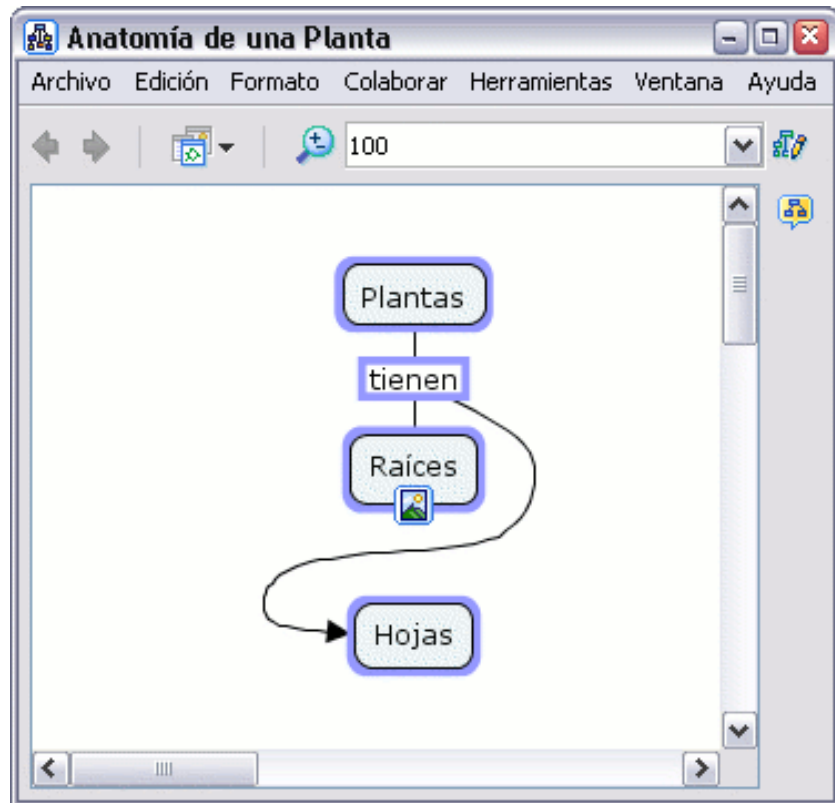 Anatomía de una Planta
Archivo Edición Formato Colaborar Herramientas Ventana Ayuda
100
Plantas
tienen
Raíces
Hojas